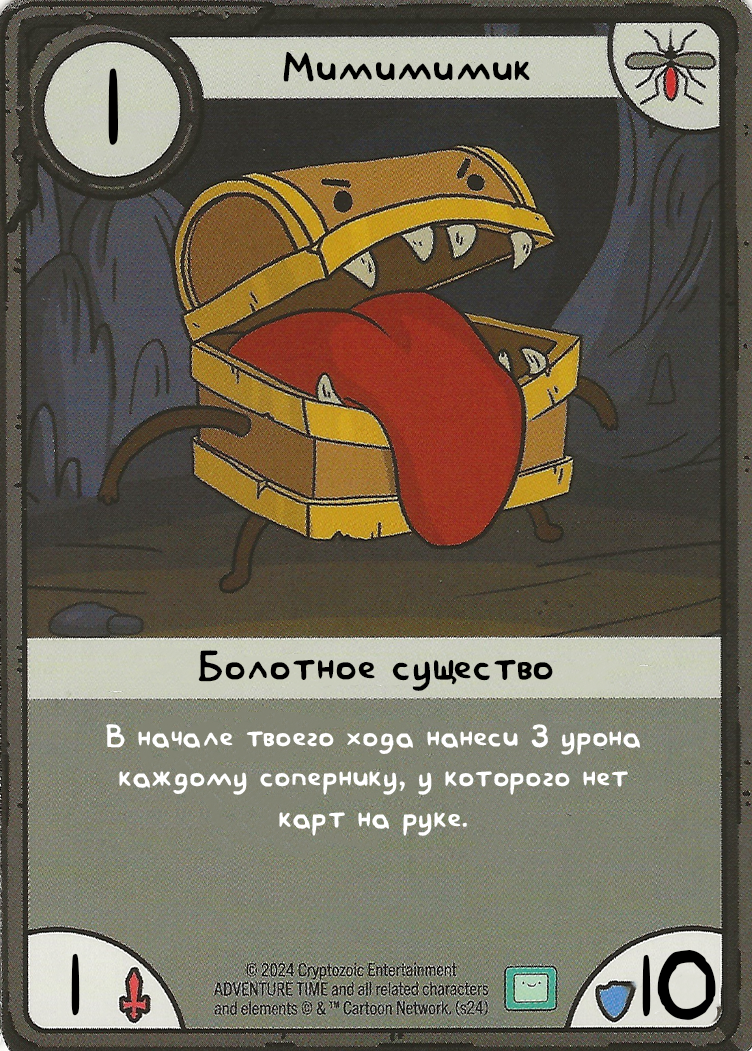 1
Мимимимик
Болотное существо
В начале твоего хода нанеси 3 урона
каждому сопернику, у которого нет
карт на руке.
1
© 2024 Cryptozoic Entertainment
ADVENTURE TIME and all related characters
and elements © & ™ Cartoon Network. (s24)
10